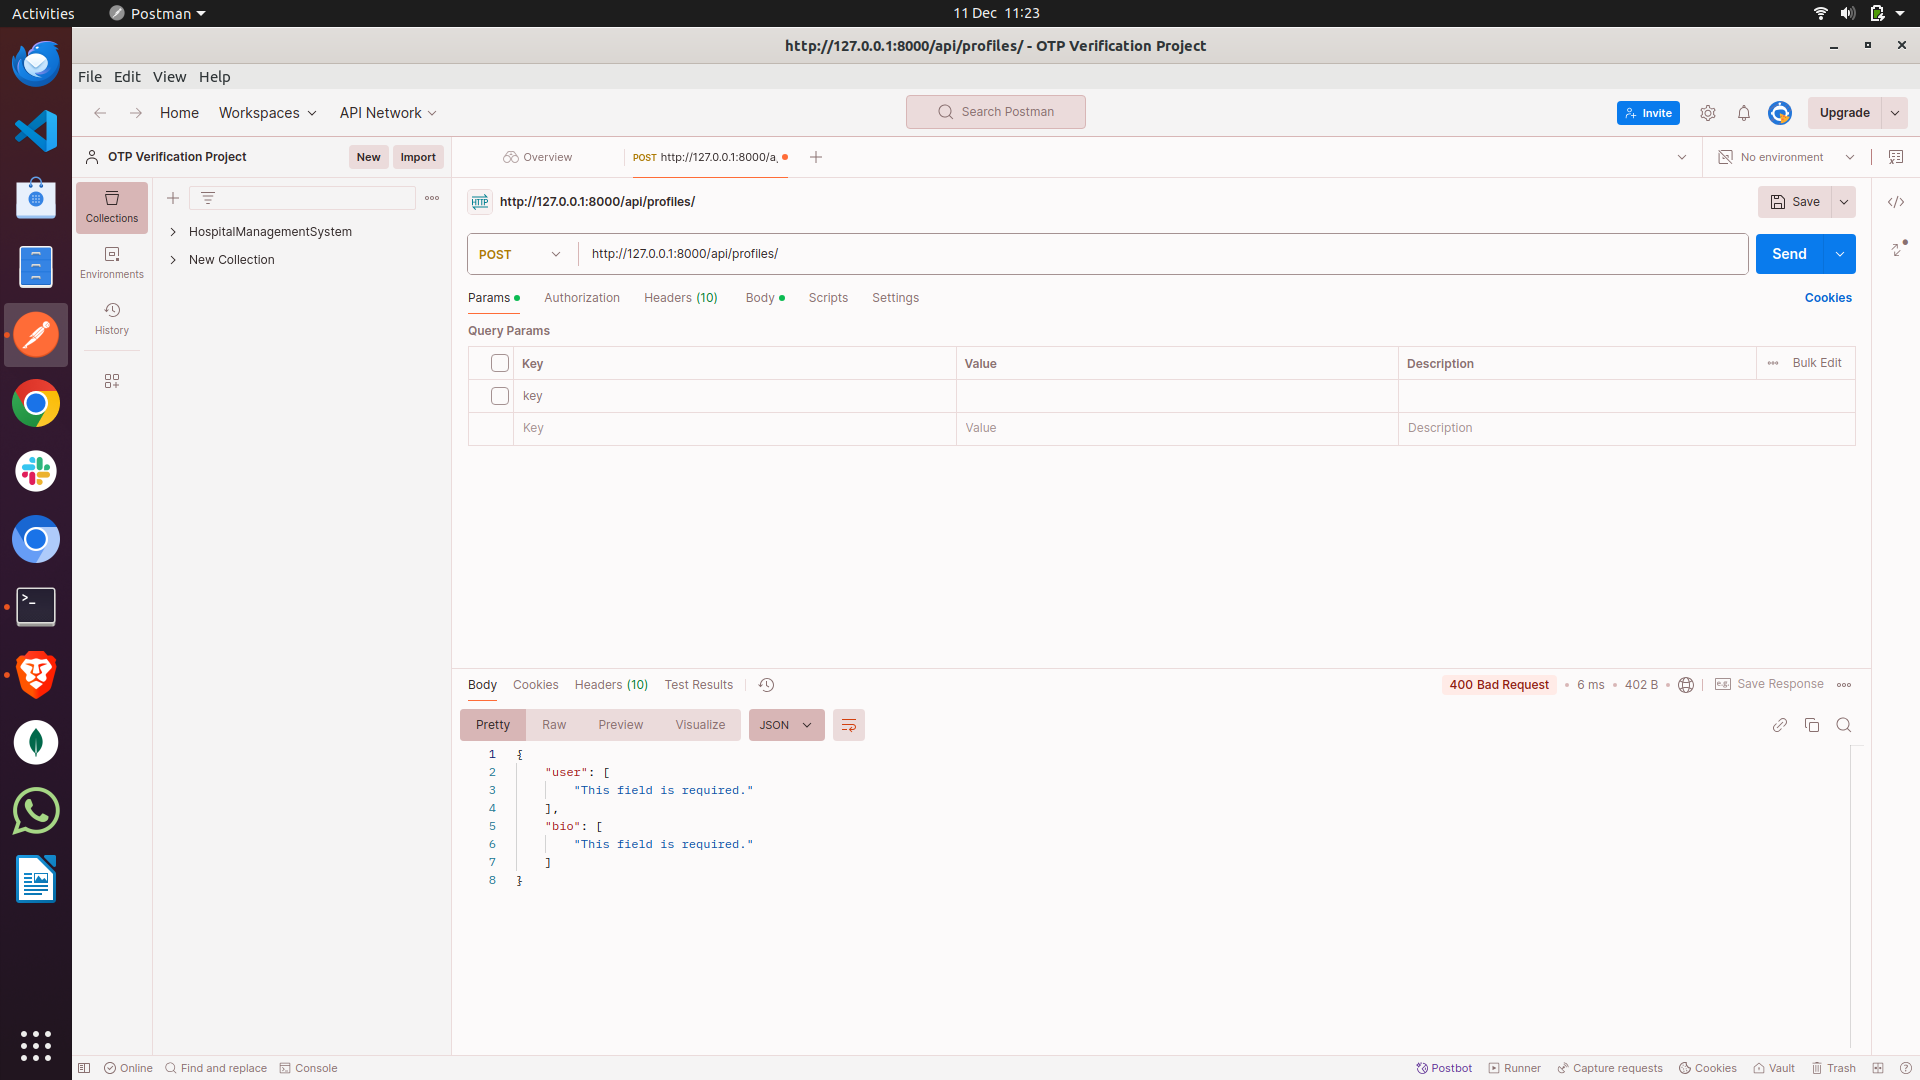 Activities
Postman
11 Dec 11:23
http://127.0.0.1:8000/api/profiles/ - OTP Verification Project
File Edit View Help
Home Workspaces API Network
Search Postman
Invite
Upgrade
OTP Verification Project
New
Import
Overview
POST http://127.0.0.1:8000/a
No environment
Collections
Environments
History
HospitalManagementSystem
New Collection
HTTP
http://127.0.0.1:8000/api/profiles/
Save
POST
http://127.0.0.1:8000/api/profiles/
Send
Params Authorization Headers (10) Body Scripts Settings
Cookies
Query Params
Key Value Description
Bulk Edit
key
Key Value Description
Body Cookies Headers (10) Test Results
400 Bad Request • 6 ms • 402 B •
e.g. Save Response
Pretty Raw Preview Visualize
JSON
1 {
2 "user": [
3 "This field is required."
4 ],
5 "bio": [
6 "This field is required."
7 ]
8 }
Online
Find and replace
Console
Postbot
Runner
Capture requests
Cookies
Vault
Trash